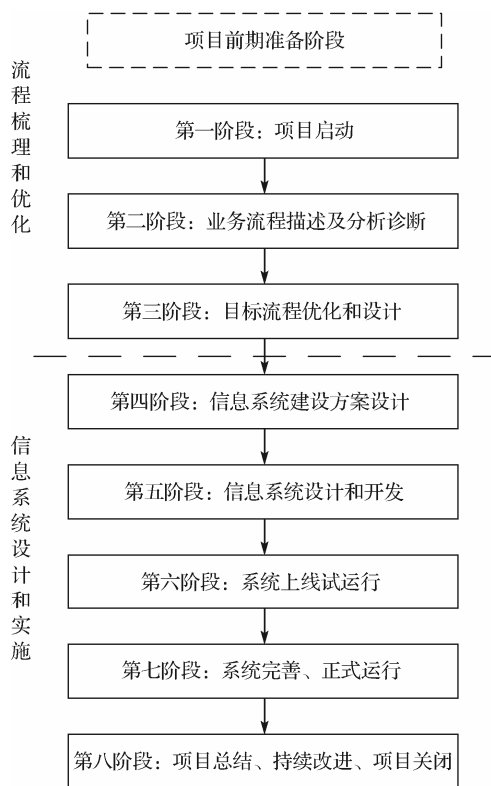 项目前期准备阶段
流程梳理和优化
第一阶段：项目启动
第二阶段：业务流程描述及分析诊断
第三阶段：目标流程优化和设计
信息系统设计和实施
第四阶段：信息系统建设方案设计
第五阶段：信息系统设计和开发
第六阶段：系统上线试运行
第七阶段：系统完善、正式运行
第八阶段：项目总结、持续改进、项目关闭